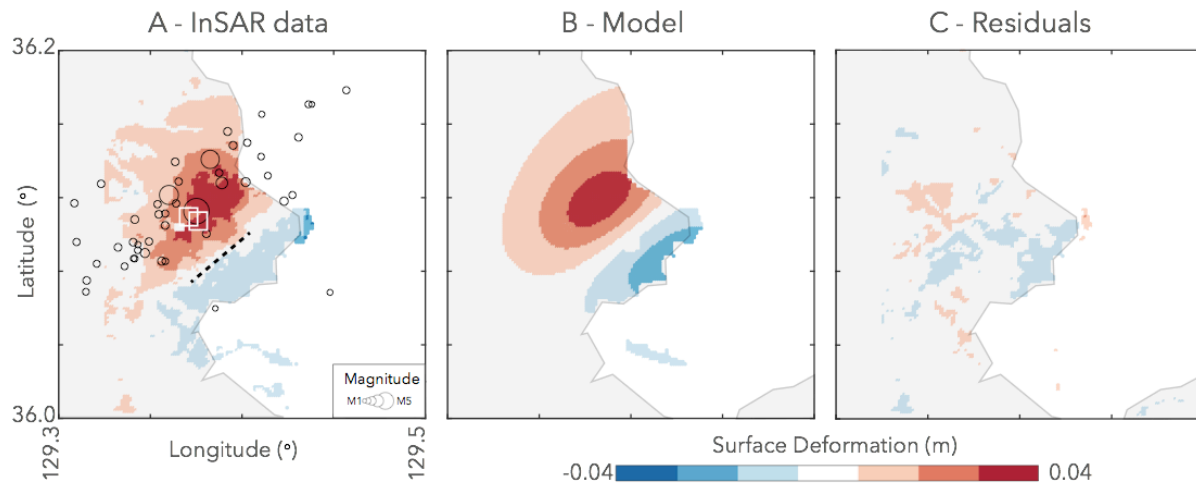 A - InSAR data
B - Model
C - Residuals
36.2
Latitude (°)
36.0
Magnitude
M1 M5
129.3
Longitude (°)
129.5
Surface Deformation (m)
-0.04
0.04